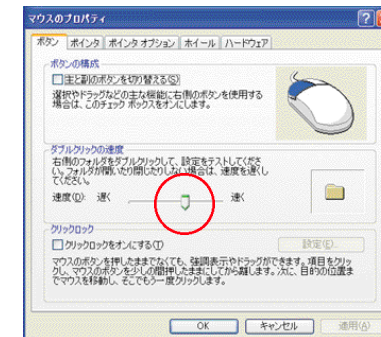 マウスのプロパティ
ボタン ポインタ ポインタ オプション ホイール ハードウェア
ボタンの構成
主と副のボタンを切り替える(S)
選択やドラッグなどの主な機能に右側のボタンを使用する
場合は、このチェック ボックスをオンにします。
ダブルクリックの速度
右側のフォルダをダブルクリックして、設定をテストしてくださ
い。フォルダが開いたり閉じたりしない場合は、速度を遅くし
てください。
速度(D): 遅く 速く
クリックロック
クリックロックをオンにする(T) 設定(E)...
マウスのボタンを押したままでなくても、強調表示やドラッグができます。項目をクリッ
クし、マウスのボタンを少しの間押したままにしてから離します。次に、目的の位置ま
でマウスを移動し、そこでもう一度クリックします。
OK キャンセル 適用(A)